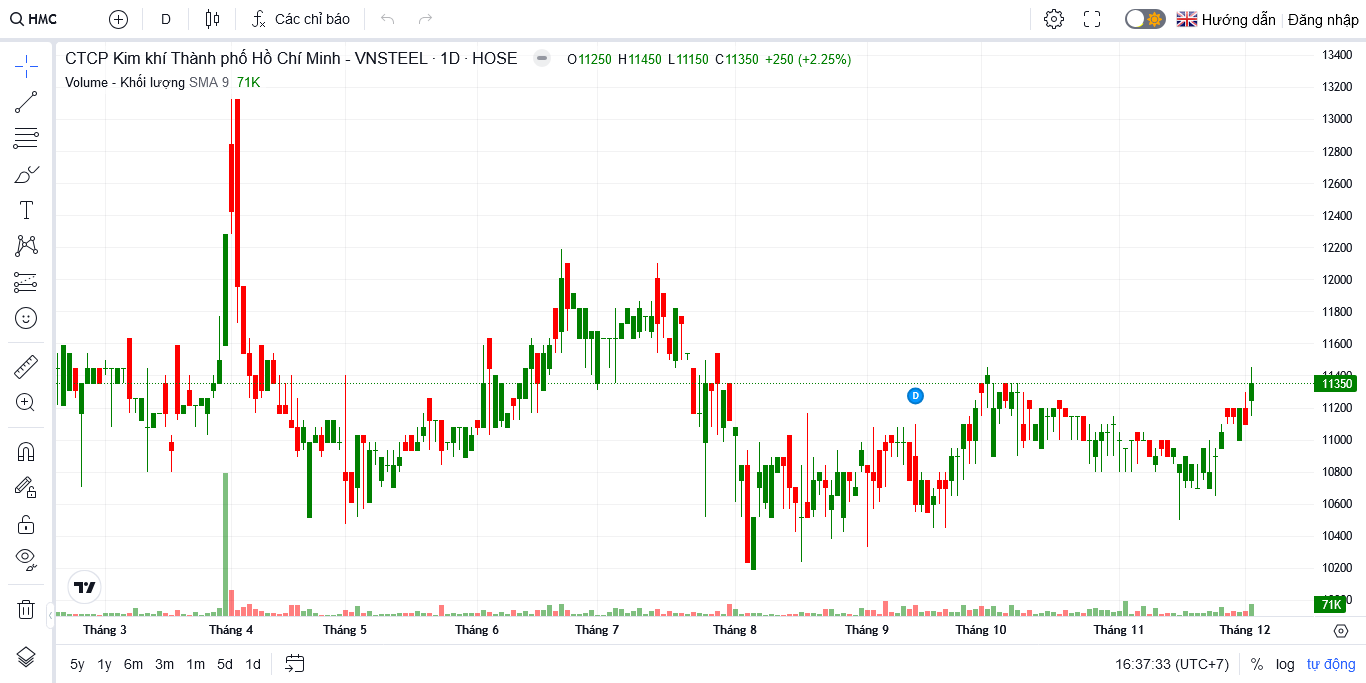 HMC D Các chỉ báo Hướng dẫn Đăng nhập
CTCP Kim khí Thành phố Hồ Chí Minh - VNSTEEL · 1D · HOSE O11250 H11450 L11150 C11350 +250 (+2.25%)
Volume - Khối lượng SMA 9 71K
13400
13200
13000
12800
12600
12400
12200
12000
11800
11600
11400
11350
11200
11000
10800
10600
10400
10200
71K
D
Tháng 3 Tháng 4 Tháng 5 Tháng 6 Tháng 7 Tháng 8 Tháng 9 Tháng 10 Tháng 11 Tháng 12
5y 1y 6m 3m 1m 5d 1d 16:37:33 (UTC+7) % log tự động